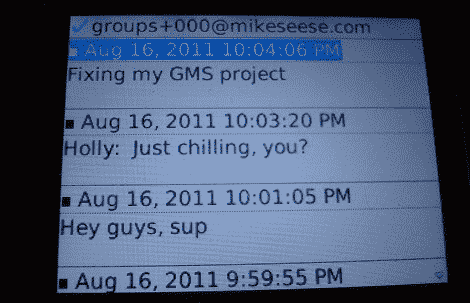 groups+000@mikeseese.com
Aug 16, 2011 10:04:06 PM
Fixing my GMS project
Aug 16, 2011 10:03:20 PM
Holly: Just chilling, you?
Aug 16, 2011 10:01:05 PM
Hey guys, sup
Aug 16, 2011 9:59:55 PM